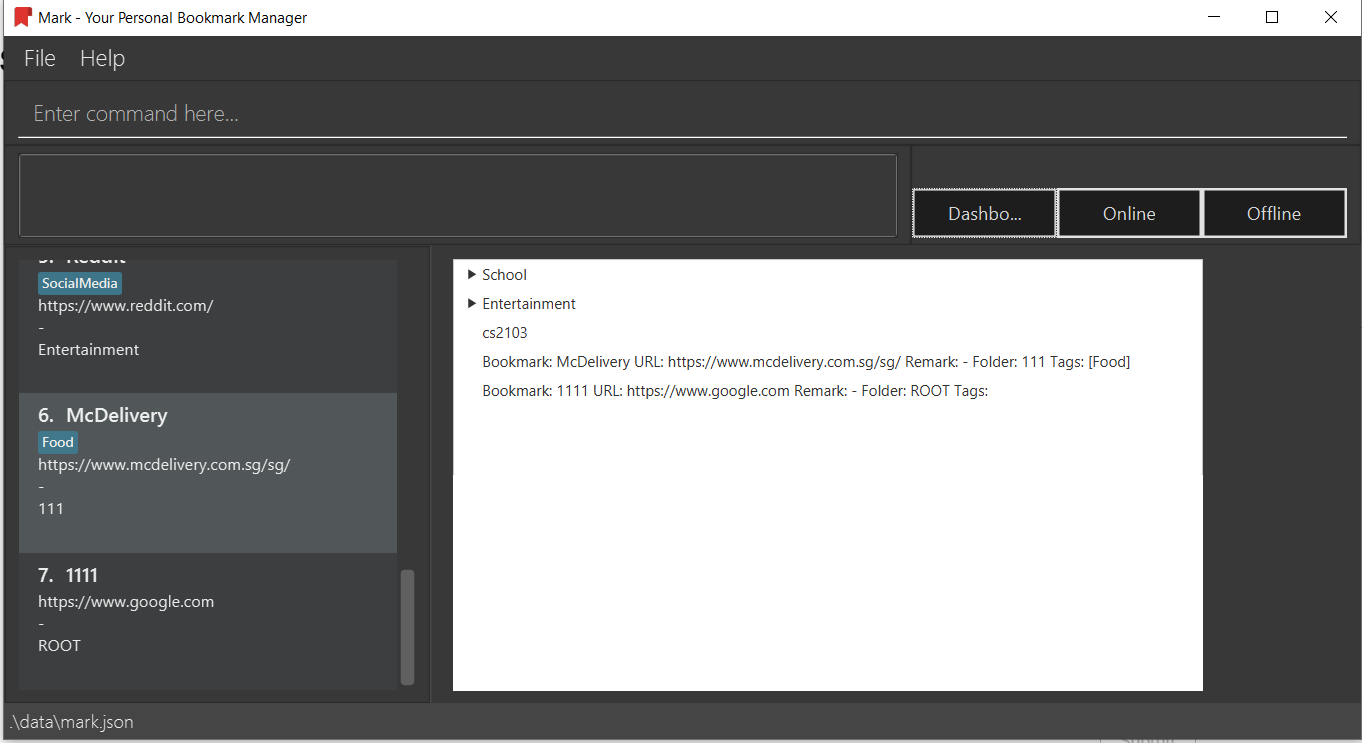 Mark - Your Personal Bookmark Manager
File Help
Enter command here...
Dashbo... Online Offline
5. Reddit
SocialMedia
https://www.reddit.com/
-
Entertainment
6. McDelivery
Food
https://www.mcdelivery.com.sg/sg/
-
111
7. 1111
https://www.google.com
-
ROOT
School
Entertainment
cs2103
Bookmark: McDelivery URL: https://www.mcdelivery.com.sg/sg/ Remark: - Folder: 111 Tags: [Food]
Bookmark: 1111 URL: https://www.google.com Remark: - Folder: ROOT Tags:
.\data\mark.json